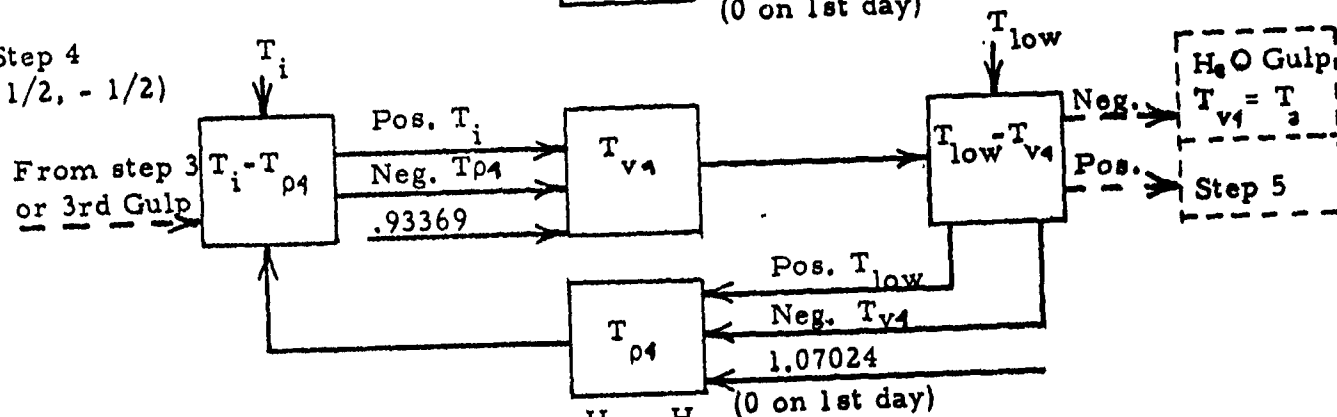 (0 on 1st day)
Step 4
1/2, - 1/2)
T_i
T_low
From step 3
or 3rd Gulp
T_i - T_ρ4
Pos. T_i
Neg. T_ρ4
.93369
T_v4
T_low - T_v4
Neg.
Pos.
H₂O Gulp
T_v4 = T_a
Step 5
Pos. T_low
Neg. T_v4
1.07024
(0 on 1st day)
T_ρ4